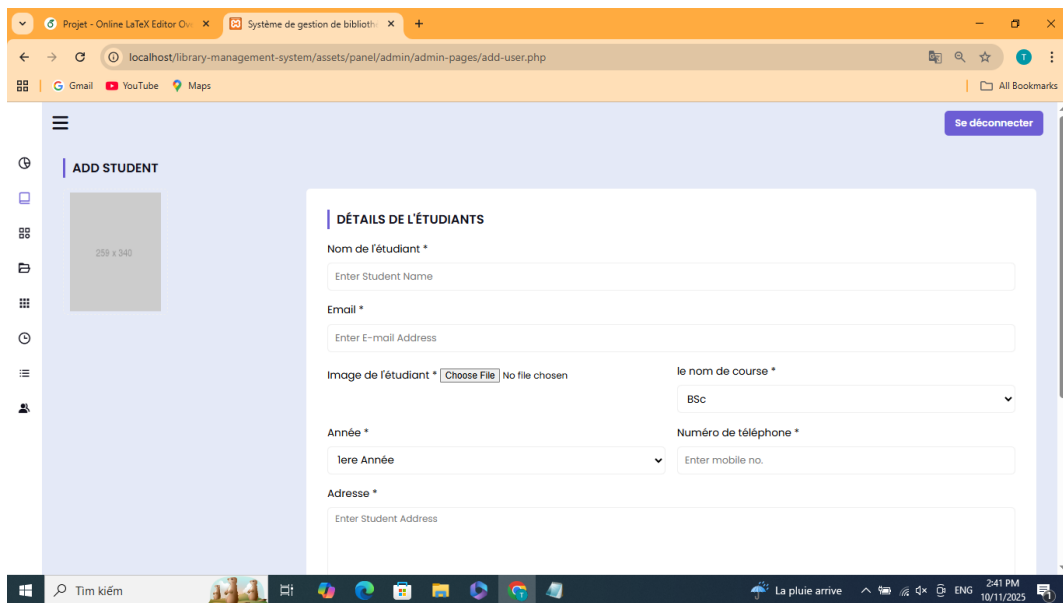 Projet - Online LaTeX Editor Ov
Système de gestion de biblioth
localhost/library-management-system/assets/panel/admin/admin-pages/add-user.php
T
Gmail
YouTube
Maps
All Bookmarks
Se déconnecter
ADD STUDENT
259 x 340
DÉTAILS DE L'ÉTUDIANTS
Nom de l'étudiant *
Enter Student Name
Email *
Enter E-mail Address
Image de l'étudiant * Choose File No file chosen
le nom de course *
BSc
Année *
Numéro de téléphone *
1ere Année
Enter mobile no.
Adresse *
Enter Student Address
Tìm kiếm
La pluie arrive
ENG
2:41 PM
10/11/2025